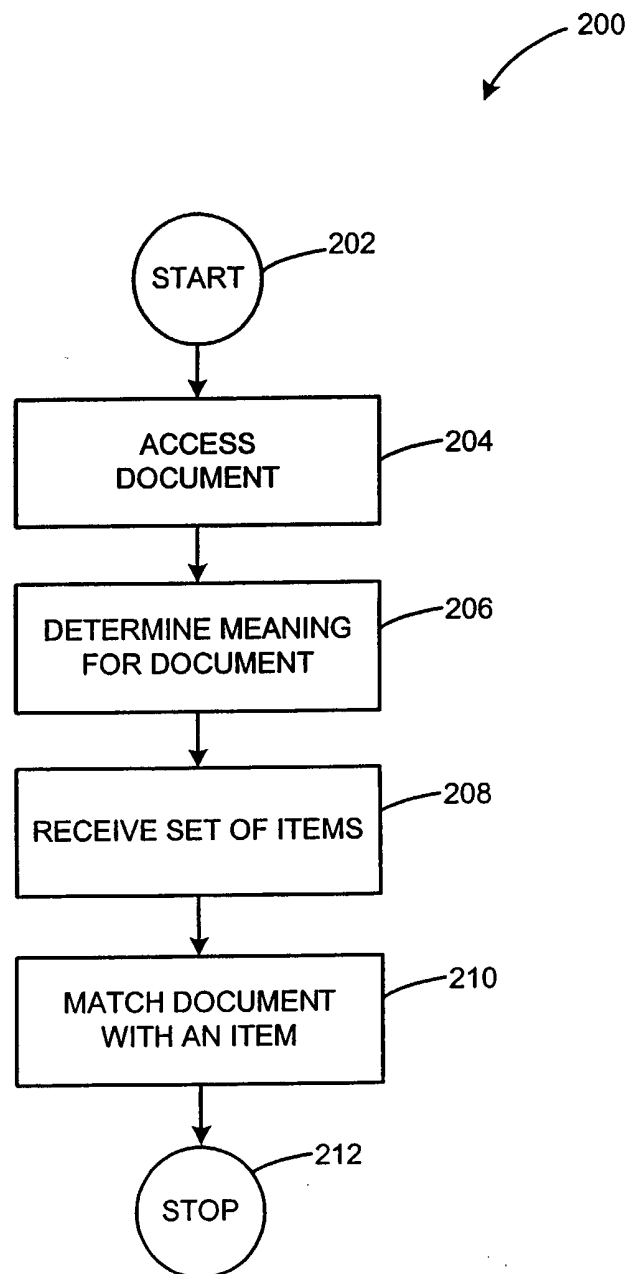 200
START
202
ACCESS
DOCUMENT
204
DETERMINE MEANING
FOR DOCUMENT
206
RECEIVE SET OF ITEMS
208
MATCH DOCUMENT
WITH AN ITEM
210
STOP
212